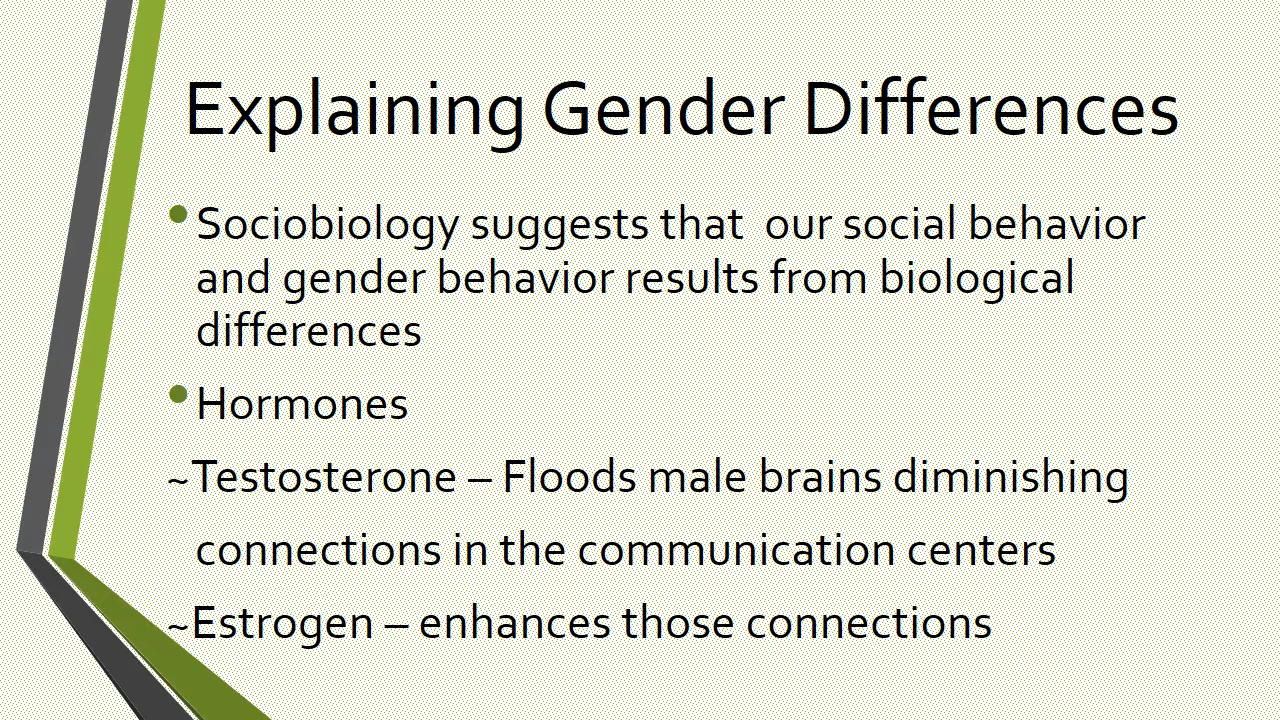 Explaining Gender Differences
• Sociobiology suggests that  our social behavior
and gender behavior results from biological
differences
• Hormones
~Testosterone – Floods male brains diminishing
connections in the communication centers
~Estrogen – enhances those connections